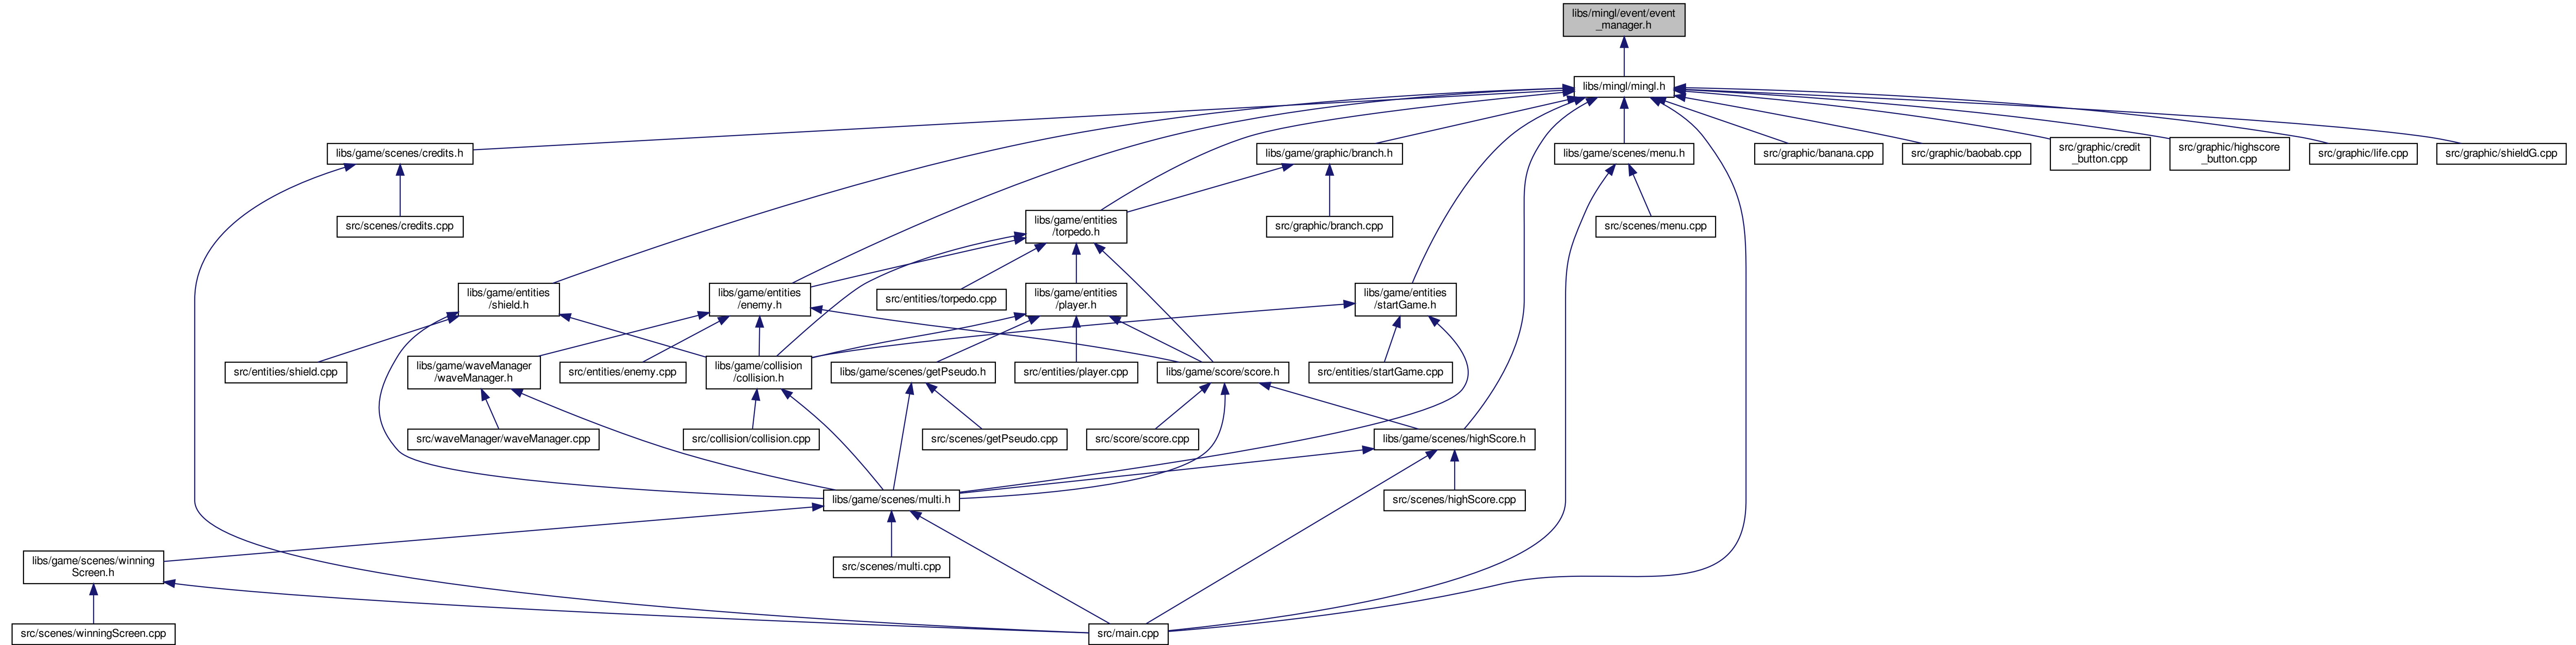 libs/mingl/event/event
_manager.h
libs/mingl/mingl.h
libs/game/scenes/credits.h
libs/game/graphic/branch.h
libs/game/scenes/menu.h
src/graphic/banana.cpp
src/graphic/baobab.cpp
src/graphic/credit
_button.cpp
src/graphic/highscore
_button.cpp
src/graphic/life.cpp
src/graphic/shieldG.cpp
src/scenes/credits.cpp
libs/game/entities
/torpedo.h
src/graphic/branch.cpp
src/scenes/menu.cpp
libs/game/entities
/shield.h
libs/game/entities
/enemy.h
src/entities/torpedo.cpp
libs/game/entities
/player.h
libs/game/entities
/startGame.h
src/entities/shield.cpp
libs/game/waveManager
/waveManager.h
src/entities/enemy.cpp
libs/game/collision
/collision.h
libs/game/scenes/getPseudo.h
src/entities/player.cpp
libs/game/score/score.h
src/entities/startGame.cpp
src/waveManager/waveManager.cpp
src/collision/collision.cpp
src/scenes/getPseudo.cpp
src/score/score.cpp
libs/game/scenes/highScore.h
libs/game/scenes/multi.h
src/scenes/highScore.cpp
libs/game/scenes/winning
Screen.h
src/scenes/multi.cpp
src/scenes/winningScreen.cpp
src/main.cpp